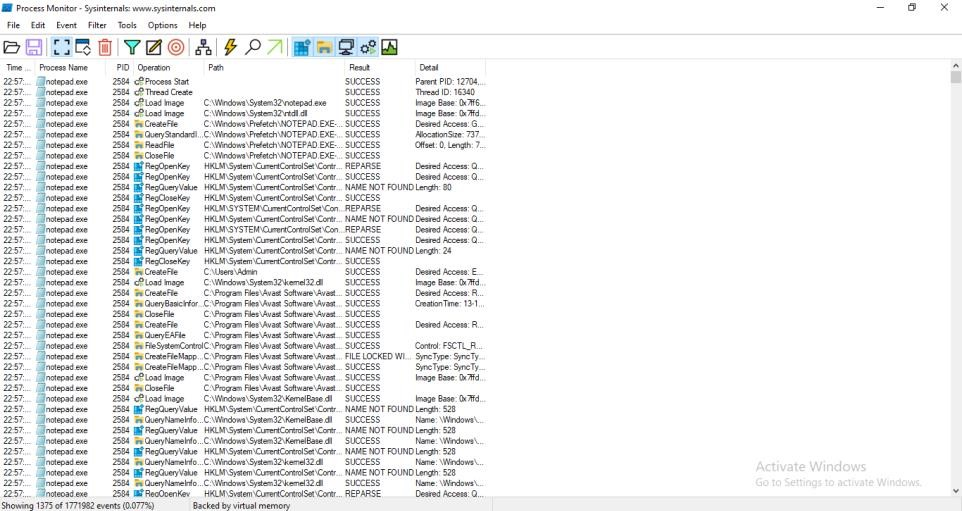 Process Monitor - Sysinternals: www.sysinternals.com
File Edit Event Filter Tools Options Help
Time ... Process Name PID Operation Path Result Detail
22:57:... notepad.exe 2584 Process Start SUCCESS Parent PID: 12704,...
22:57:... notepad.exe 2584 Thread Create SUCCESS Thread ID: 16340
22:57:... notepad.exe 2584 Load Image C:\Windows\System32\notepad.exe SUCCESS Image Base: 0x7ff6...
22:57:... notepad.exe 2584 Load Image C:\Windows\System32\ntdll.dll SUCCESS Image Base: 0x7ffd...
22:57:... notepad.exe 2584 CreateFile C:\Windows\Prefetch\NOTEPAD.EXE-... SUCCESS Desired Access: G...
22:57:... notepad.exe 2584 QueryStandardI... C:\Windows\Prefetch\NOTEPAD.EXE-... SUCCESS AllocationSize: 737...
22:57:... notepad.exe 2584 ReadFile C:\Windows\Prefetch\NOTEPAD.EXE-... SUCCESS Offset: 0, Length: 7...
22:57:... notepad.exe 2584 CloseFile C:\Windows\Prefetch\NOTEPAD.EXE-... SUCCESS
22:57:... notepad.exe 2584 RegOpenKey HKLM\System\CurrentControlSet\Contr... REPARSE Desired Access: Q...
22:57:... notepad.exe 2584 RegOpenKey HKLM\System\CurrentControlSet\Contr... SUCCESS Desired Access: Q...
22:57:... notepad.exe 2584 RegQueryValue HKLM\System\CurrentControlSet\Contr... NAME NOT FOUND Length: 80
22:57:... notepad.exe 2584 RegCloseKey HKLM\System\CurrentControlSet\Contr... SUCCESS
22:57:... notepad.exe 2584 RegOpenKey HKLM\SYSTEM\CurrentControlSet\Con... REPARSE Desired Access: Q...
22:57:... notepad.exe 2584 RegOpenKey HKLM\System\CurrentControlSet\Contr... NAME NOT FOUND Desired Access: Q...
22:57:... notepad.exe 2584 RegOpenKey HKLM\SYSTEM\CurrentControlSet\Con... REPARSE Desired Access: Q...
22:57:... notepad.exe 2584 RegOpenKey HKLM\System\CurrentControlSet\Contr... SUCCESS Desired Access: Q...
22:57:... notepad.exe 2584 RegQueryValue HKLM\System\CurrentControlSet\Contr... NAME NOT FOUND Length: 24
22:57:... notepad.exe 2584 RegCloseKey HKLM\System\CurrentControlSet\Contr... SUCCESS
22:57:... notepad.exe 2584 CreateFile C:\Users\Admin SUCCESS Desired Access: E...
22:57:... notepad.exe 2584 Load Image C:\Windows\System32\kernel32.dll SUCCESS Image Base: 0x7ffd...
22:57:... notepad.exe 2584 CreateFile C:\Program Files\Avast Software\Avast... SUCCESS Desired Access: R...
22:57:... notepad.exe 2584 QueryBasicInfor... C:\Program Files\Avast Software\Avast... SUCCESS CreationTime: 13-1...
22:57:... notepad.exe 2584 CloseFile C:\Program Files\Avast Software\Avast... SUCCESS
22:57:... notepad.exe 2584 CreateFile C:\Program Files\Avast Software\Avast... SUCCESS Desired Access: R...
22:57:... notepad.exe 2584 QueryEAFile C:\Program Files\Avast Software\Avast... SUCCESS
22:57:... notepad.exe 2584 FileSystemControl C:\Program Files\Avast Software\Avast... SUCCESS Control: FSCTL_R...
22:57:... notepad.exe 2584 CreateFileMapp... C:\Program Files\Avast Software\Avast... FILE LOCKED WI... SyncType: SyncTy...
22:57:... notepad.exe 2584 CreateFileMapp... C:\Program Files\Avast Software\Avast... SUCCESS SyncType: SyncTy...
22:57:... notepad.exe 2584 Load Image C:\Program Files\Avast Software\Avast... SUCCESS Image Base: 0x7ffd...
22:57:... notepad.exe 2584 CloseFile C:\Program Files\Avast Software\Avast... SUCCESS
22:57:... notepad.exe 2584 Load Image C:\Windows\System32\KernelBase.dll SUCCESS Image Base: 0x7ffd...
22:57:... notepad.exe 2584 RegQueryValue HKLM\System\CurrentControlSet\Contr... NAME NOT FOUND Length: 528
22:57:... notepad.exe 2584 QueryNameInfo... C:\Windows\System32\KernelBase.dll SUCCESS Name: \Windows\...
22:57:... notepad.exe 2584 RegQueryValue HKLM\System\CurrentControlSet\Contr... NAME NOT FOUND Length: 528
22:57:... notepad.exe 2584 QueryNameInfo... C:\Windows\System32\KernelBase.dll SUCCESS Name: \Windows\...
22:57:... notepad.exe 2584 RegQueryValue HKLM\System\CurrentControlSet\Contr... NAME NOT FOUND Length: 528
22:57:... notepad.exe 2584 QueryNameInfo... C:\Windows\System32\kernel32.dll SUCCESS Name: \Windows\...
22:57:... notepad.exe 2584 RegQueryValue HKLM\System\CurrentControlSet\Contr... NAME NOT FOUND Length: 528
22:57:... notepad.exe 2584 QueryNameInfo... C:\Windows\System32\kernel32.dll SUCCESS Name: \Windows\...
22:57:... notepad.exe 2584 RegOpenKey HKLM\System\CurrentControlSet\Contr... REPARSE Desired Access: Q...
Activate Windows
Go to Settings to activate Windows.
Showing 1375 of 1771982 events (0.077%) Backed by virtual memory